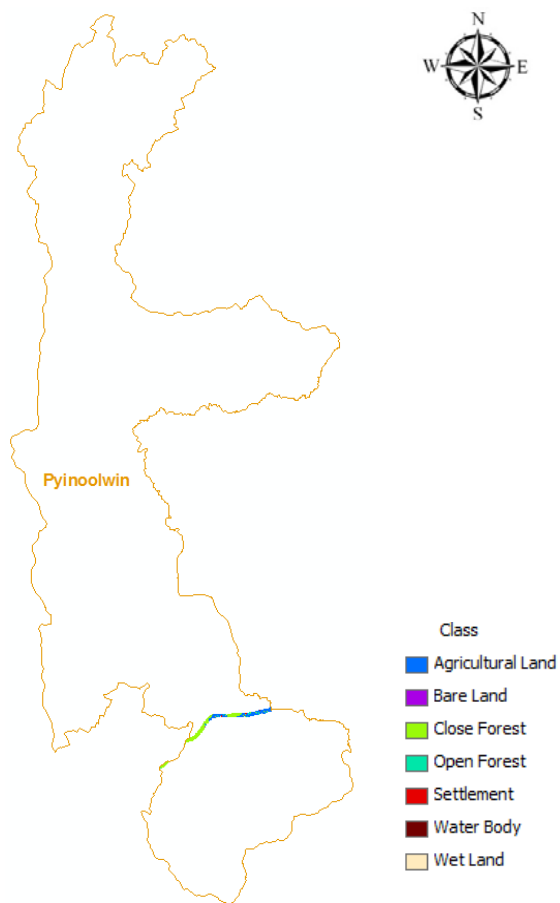 N
W
E
S
Pyinoolwin
Class
Agricultural Land
Bare Land
Close Forest
Open Forest
Settlement
Water Body
Wet Land